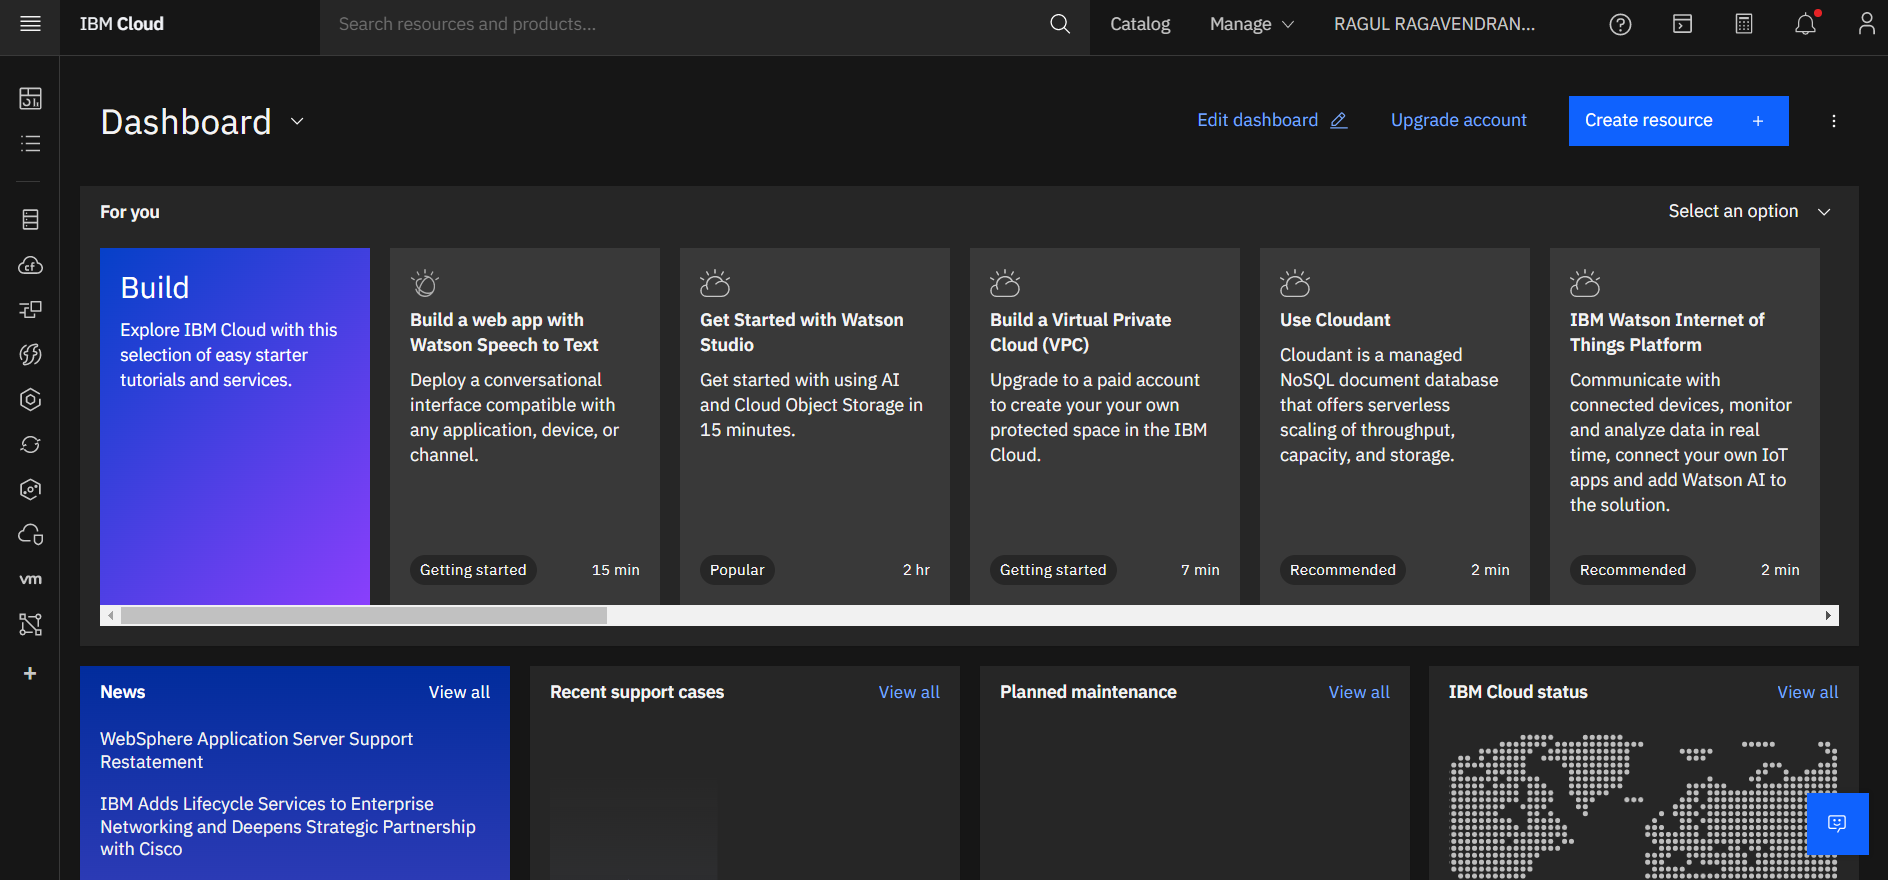 IBM Cloud
Search resources and products...
Catalog
Manage
RAGUL RAGAVENDRAN...
Dashboard
Edit dashboard
Upgrade account
Create resource +
For you
Select an option
Build
Explore IBM Cloud with this
selection of easy starter
tutorials and services.
Build a web app with
Watson Speech to Text
Deploy a conversational
interface compatible with
any application, device, or
channel.
Getting started
15 min
Get Started with Watson
Studio
Get started with using AI
and Cloud Object Storage in
15 minutes.
Popular
2 hr
Build a Virtual Private
Cloud (VPC)
Upgrade to a paid account
to create your your own
protected space in the IBM
Cloud.
Getting started
7 min
Use Cloudant
Cloudant is a managed
NoSQL document database
that offers serverless
scaling of throughput,
capacity, and storage.
Recommended
2 min
IBM Watson Internet of
Things Platform
Communicate with
connected devices, monitor
and analyze data in real
time, connect your own IoT
apps and add Watson AI to
the solution.
Recommended
2 min
cf
vm
News
View all
WebSphere Application Server Support
Restatement
IBM Adds Lifecycle Services to Enterprise
Networking and Deepens Strategic Partnership
with Cisco
Recent support cases
View all
Planned maintenance
View all
IBM Cloud status
View all